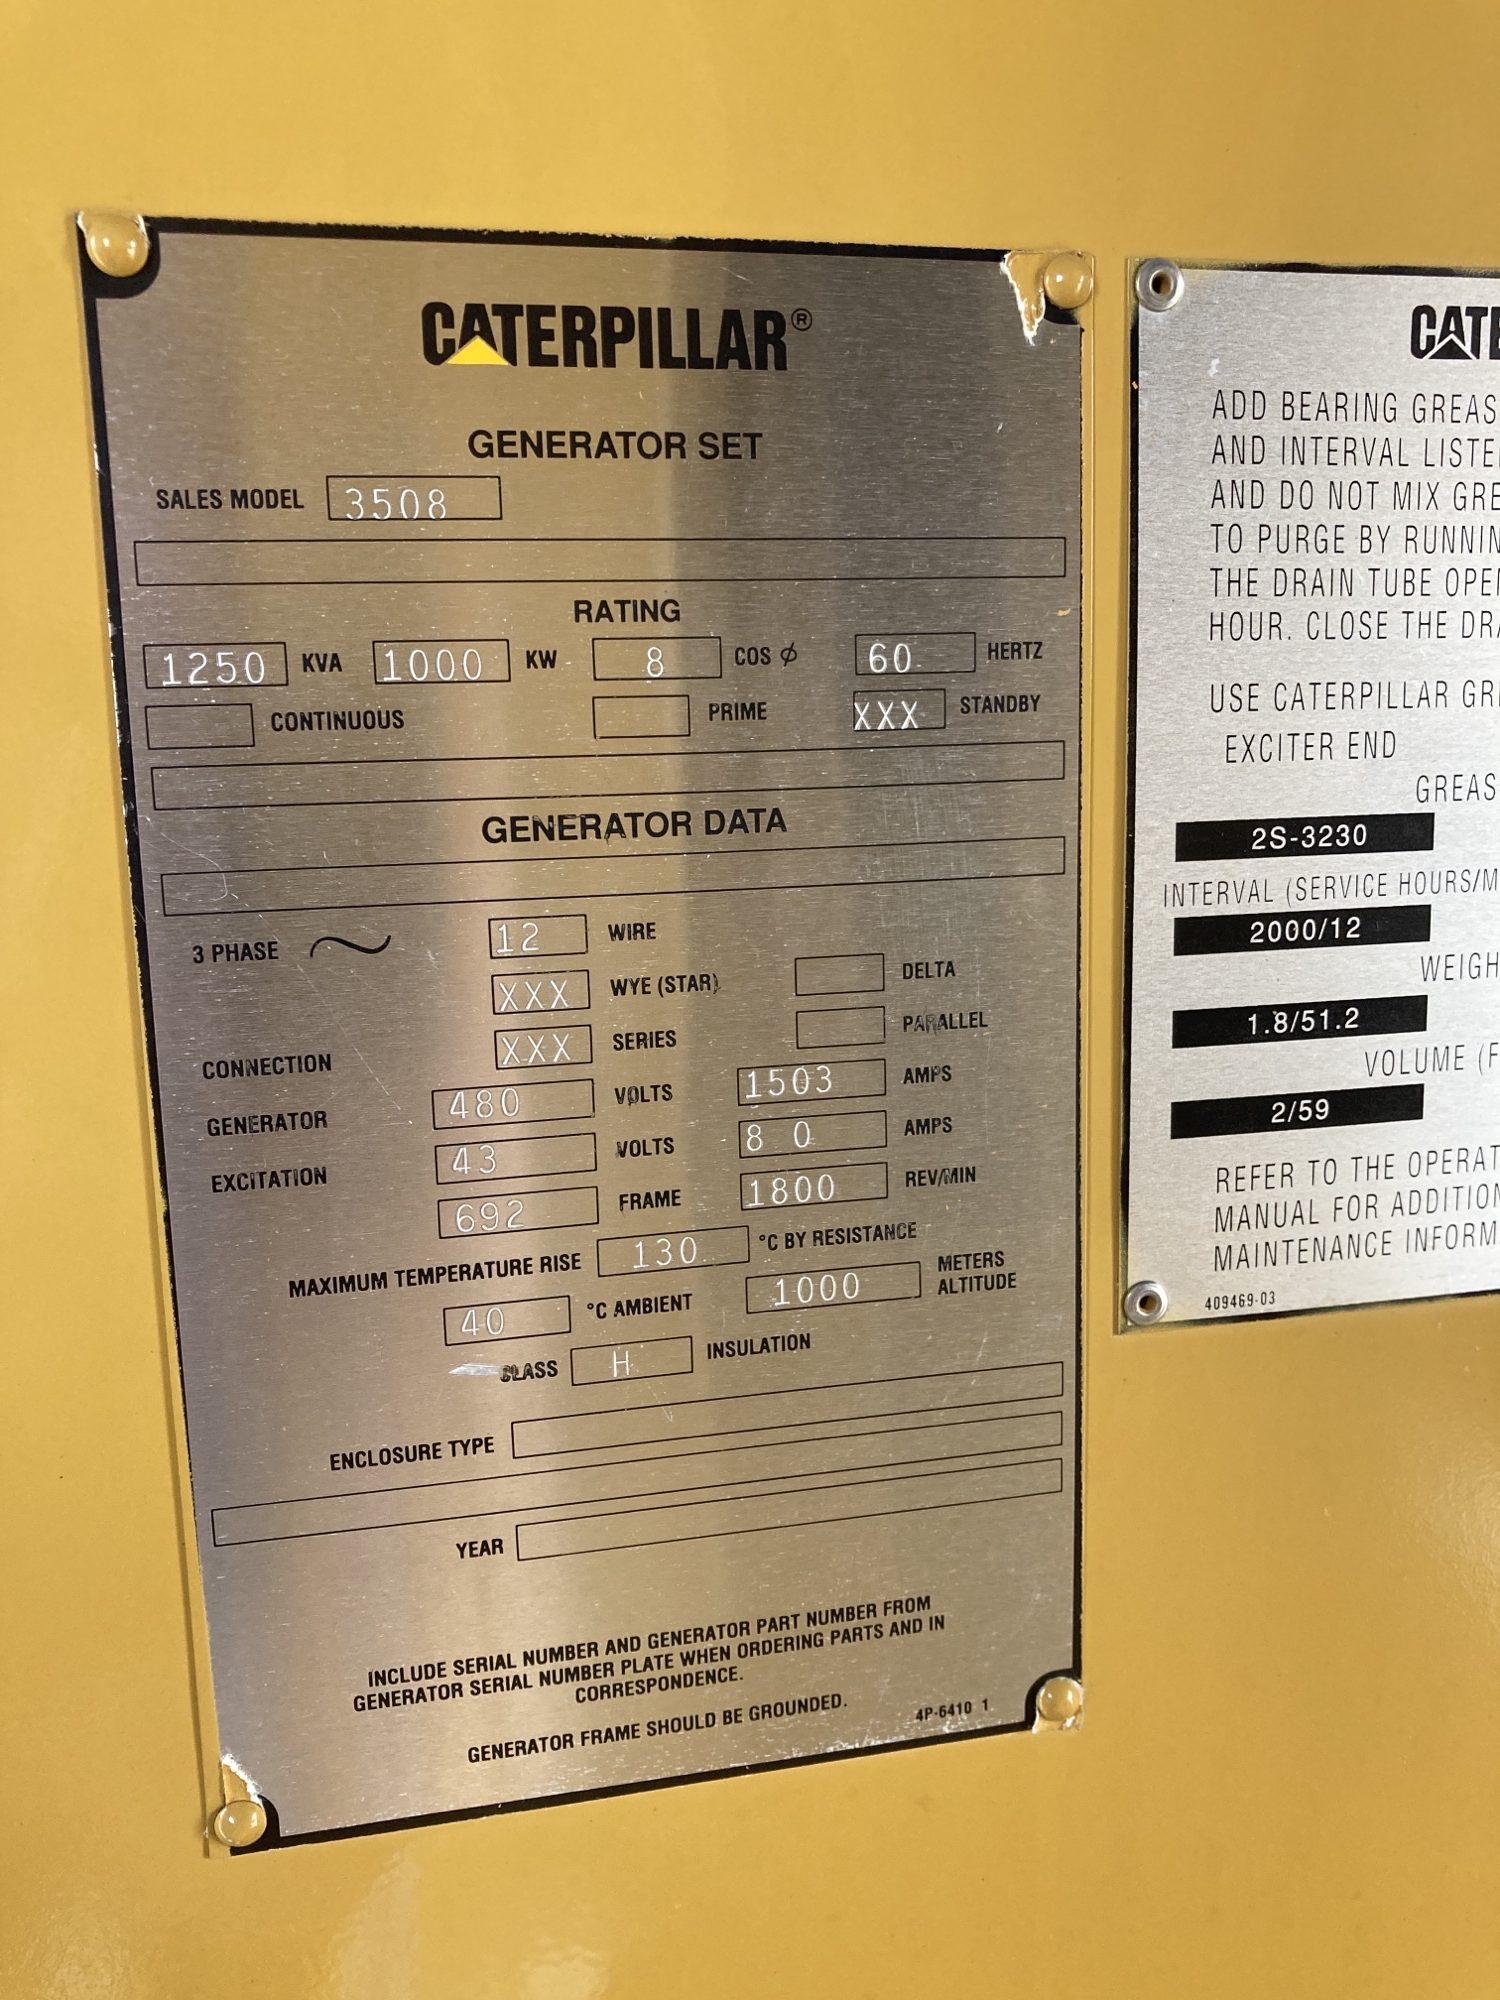 CATERPILLAR®
GENERATOR SET
SALES MODEL 3508
RATING
1250 KVA 1000 KW 8 COS ϕ 60 HERTZ
CONTINUOUS PRIME XXX STANDBY
GENERATOR DATA
3 PHASE 12 WIRE
XXX WYE (STAR) DELTA
CONNECTION XXX SERIES PARALLEL
GENERATOR 480 VOLTS 1503 AMPS
EXCITATION 43 VOLTS 8 0 AMPS
692 FRAME 1800 REV/MIN
MAXIMUM TEMPERATURE RISE 130 °C BY RESISTANCE
40 °C AMBIENT 1000 METERS
ALTITUDE
CLASS H INSULATION
ENCLOSURE TYPE
YEAR
INCLUDE SERIAL NUMBER AND GENERATOR PART NUMBER FROM
GENERATOR SERIAL NUMBER PLATE WHEN ORDERING PARTS AND IN
CORRESPONDENCE.
GENERATOR FRAME SHOULD BE GROUNDED.
4P-6410 1
CATE
ADD BEARING GREAS
AND INTERVAL LISTE
AND DO NOT MIX GRE
TO PURGE BY RUNNIN
THE DRAIN TUBE OPE
HOUR. CLOSE THE DRA
USE CATERPILLAR GR
EXCITER END
GREAS
2S-3230
INTERVAL (SERVICE HOURS/M
2000/12
WEIGH
1.8/51.2
VOLUME (F
2/59
REFER TO THE OPERAT
MANUAL FOR ADDITION
MAINTENANCE INFORM
409469-03